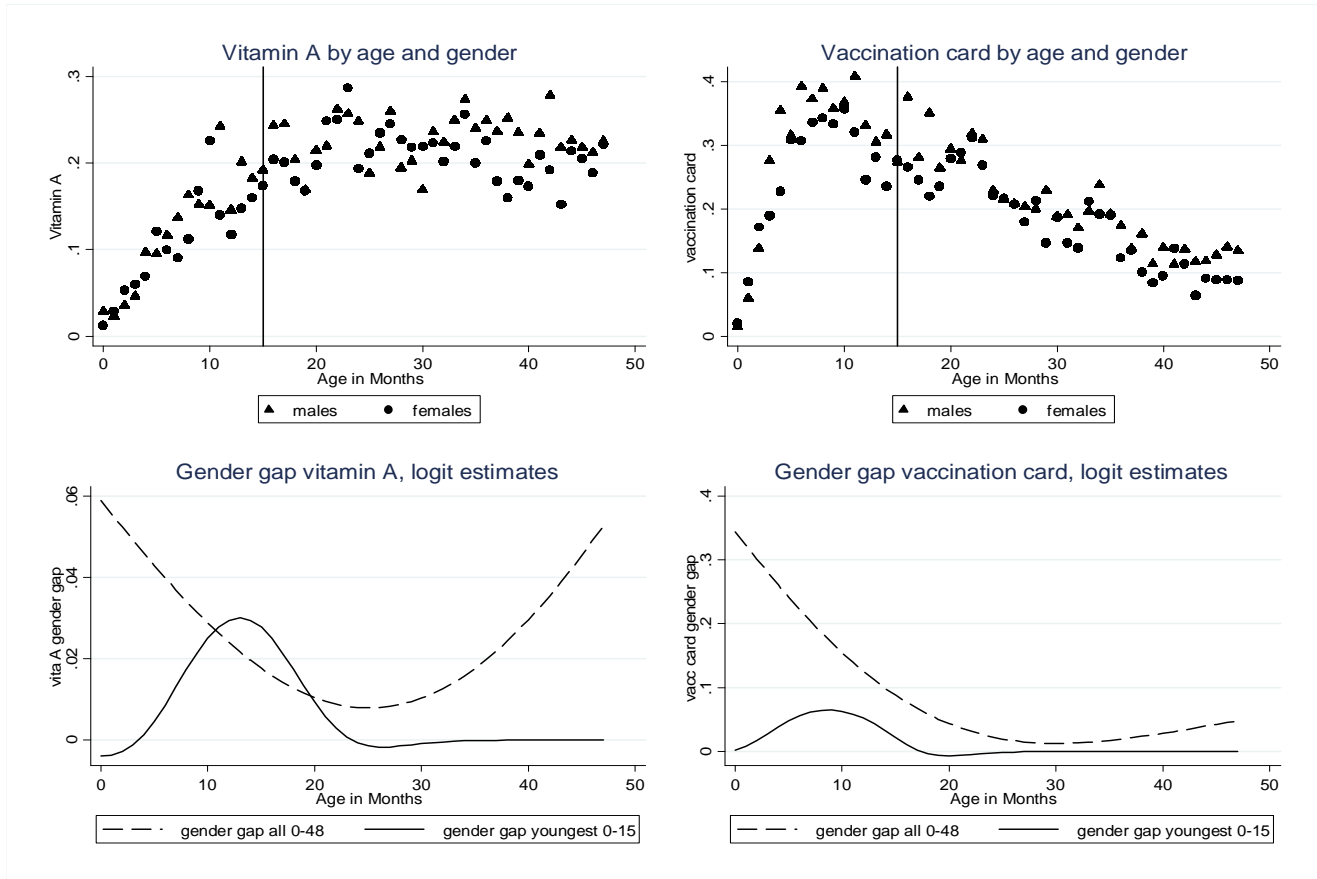 Vitamin A by age and gender
.3
.2
.1
0
Vitamin A
0 10 20 30 40 50
Age in Months
males females
Vaccination card by age and gender
.4
.3
.2
.1
0
vaccination card
0 10 20 30 40 50
Age in Months
males females
Gender gap vitamin A, logit estimates
.06
.04
.02
0
vita A gender gap
0 10 20 30 40 50
Age in Months
gender gap all 0-48 gender gap youngest 0-15
Gender gap vaccination card, logit estimates
.4
.3
.2
.1
0
vacc card gender gap
0 10 20 30 40 50
Age in Months
gender gap all 0-48 gender gap youngest 0-15